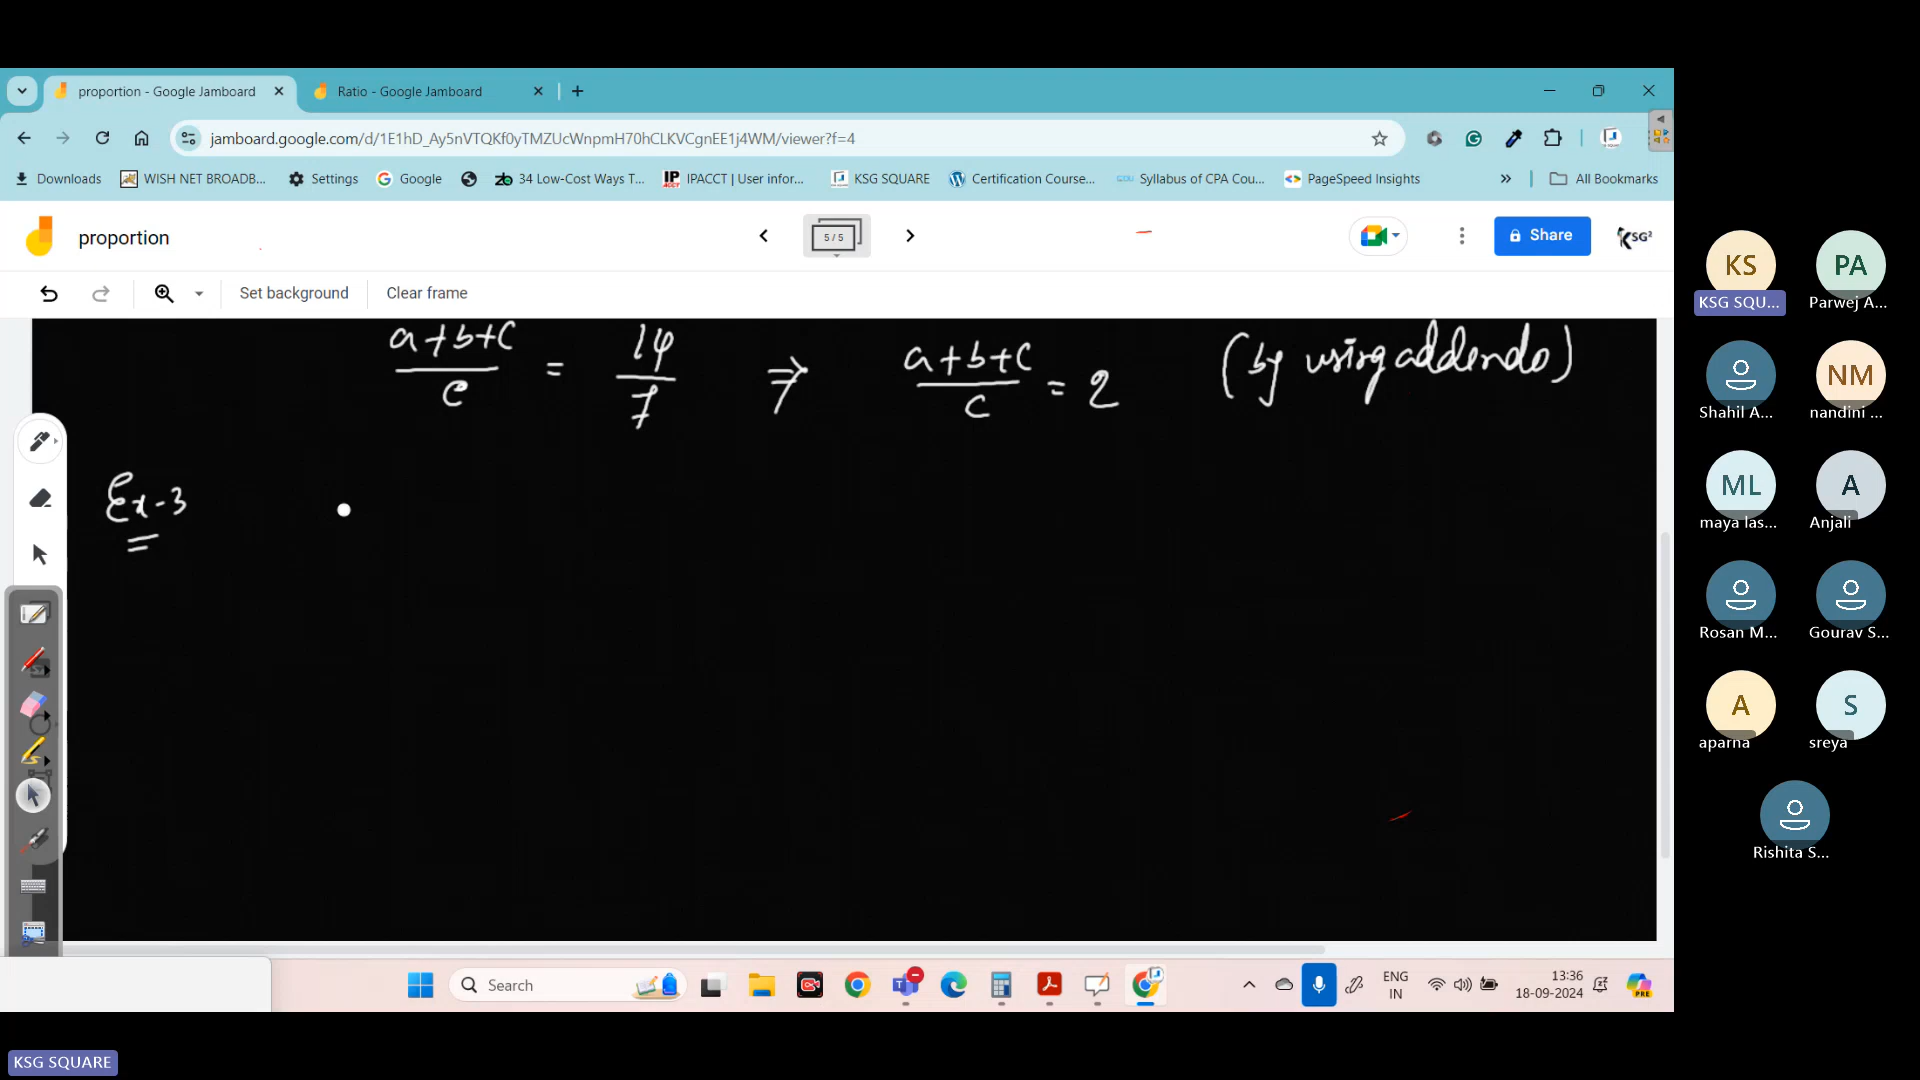 proportion - Google Jamboard
Ratio - Google Jamboard
jamboard.google.com/d/1E1hD_Ay5nVTQKf0yTMZUcWnpmH70hCLKVCgnEE1j4WM/viewer?f=4
Downloads WISH NET BROADB... Settings Google 34 Low-Cost Ways T... IPACCT | User infor... KSG SQUARE Certification Course... Syllabus of CPA Cou... PageSpeed Insights » All Bookmarks
proportion 5 / 5 Share KSG²
Set background Clear frame
a+b+c/c = 14/7 ⇒ a+b+c/c = 2 (by using addendo)
Ex-3
KS PA
KSG SQU... Parwej A...
NM
Shahil A... nandini ...
ML A
maya las... Anjali
Rosan M... Gourav S...
A S
aparna sreya
Rishita S...
Search
ENG
IN
13:36
18-09-2024
PRE
KSG SQUARE